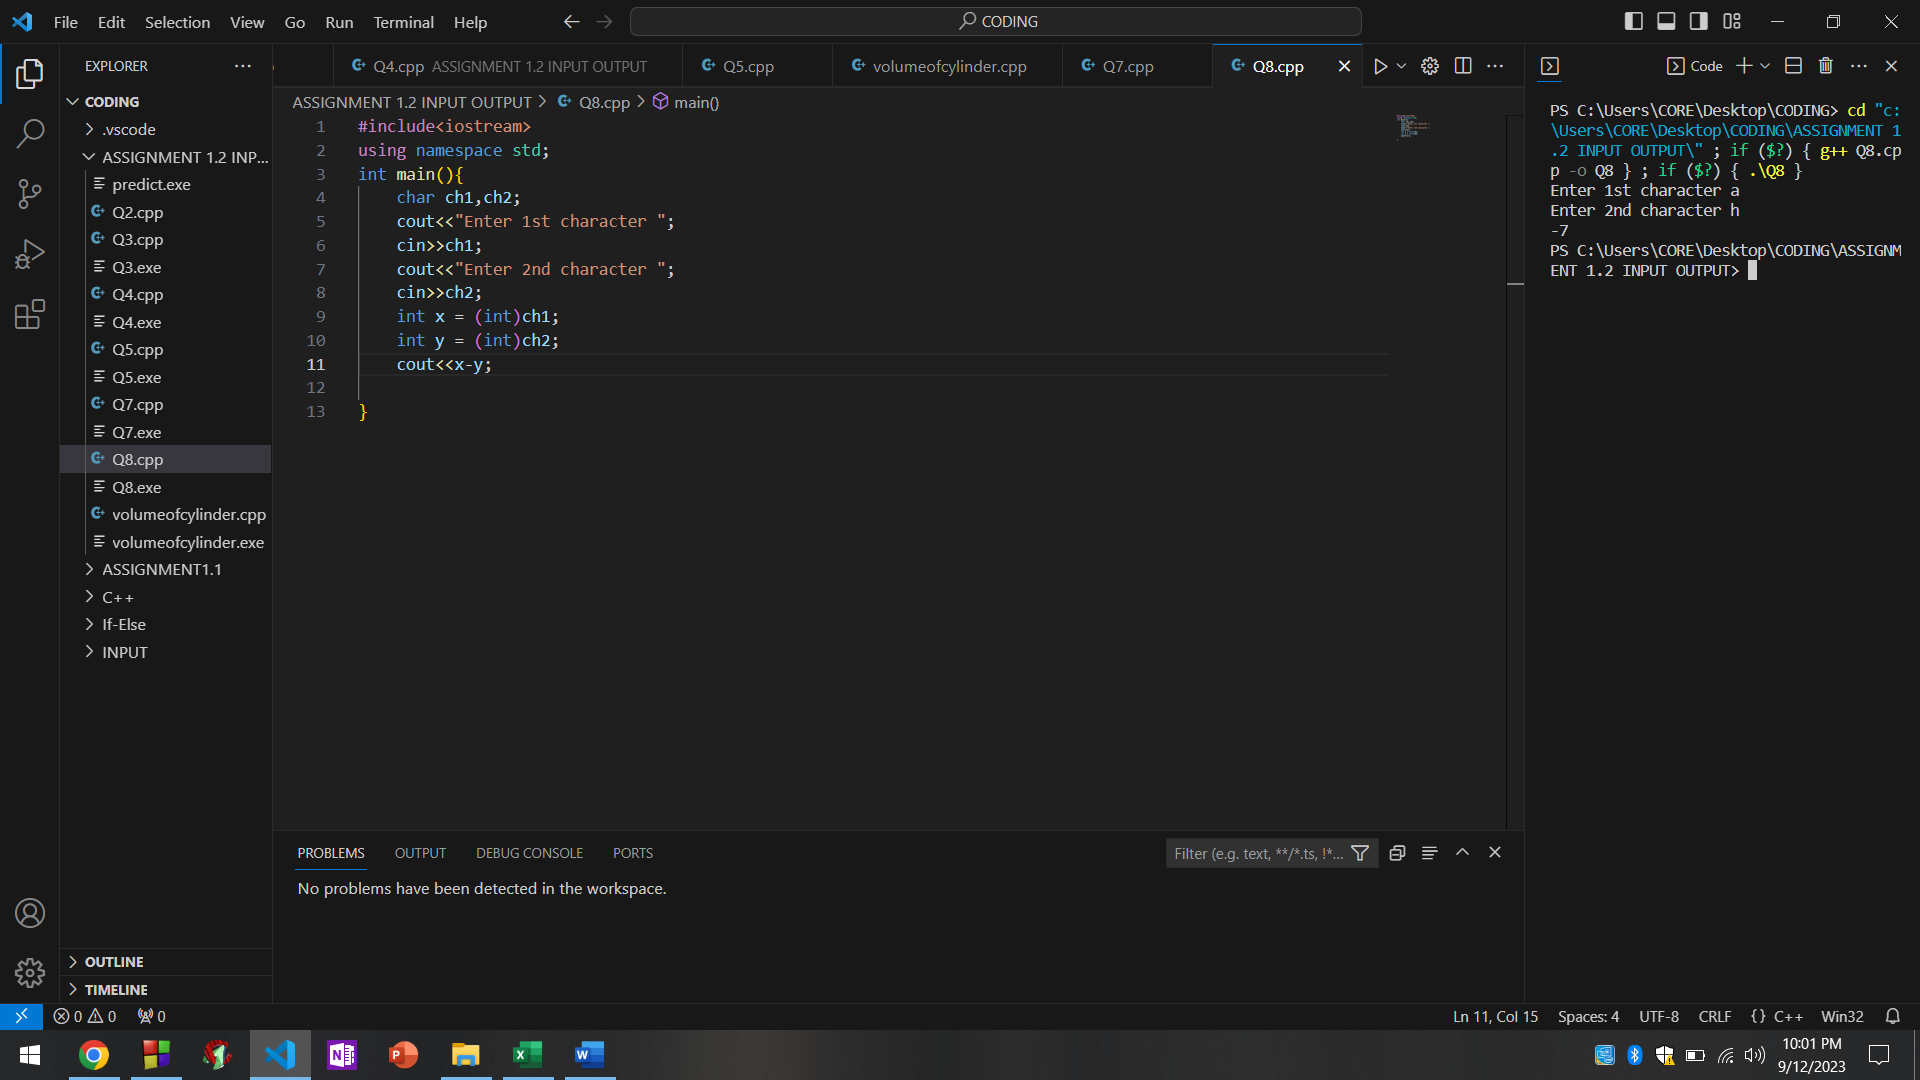 File Edit Selection View Go Run Terminal Help
CODING
EXPLORER
CODING
.vscode
ASSIGNMENT 1.2 INP...
predict.exe
Q2.cpp
Q3.cpp
Q3.exe
Q4.cpp
Q4.exe
Q5.cpp
Q5.exe
Q7.cpp
Q7.exe
Q8.cpp
Q8.exe
volumeofcylinder.cpp
volumeofcylinder.exe
ASSIGNMENT1.1
C++
If-Else
INPUT
OUTLINE
TIMELINE
Q4.cpp ASSIGNMENT 1.2 INPUT OUTPUT Q5.cpp volumeofcylinder.cpp Q7.cpp Q8.cpp
ASSIGNMENT 1.2 INPUT OUTPUT > Q8.cpp > main()
1 #include<iostream>
2 using namespace std;
3 int main(){
4 char ch1,ch2;
5 cout<<"Enter 1st character ";
6 cin>>ch1;
7 cout<<"Enter 2nd character ";
8 cin>>ch2;
9 int x = (int)ch1;
10 int y = (int)ch2;
11 cout<<x-y;
12
13 }
PROBLEMS OUTPUT DEBUG CONSOLE PORTS
Filter (e.g. text, **/*.ts, !*...
No problems have been detected in the workspace.
Code
PS C:\Users\CORE\Desktop\CODING> cd "c:
\Users\CORE\Desktop\CODING\ASSIGNMENT 1
.2 INPUT OUTPUT\" ; if ($?) { g++ Q8.cp
p -o Q8 } ; if ($?) { .\Q8 }
Enter 1st character a
Enter 2nd character h
-7
PS C:\Users\CORE\Desktop\CODING\ASSIGNM
ENT 1.2 INPUT OUTPUT>
0 0 0
Ln 11, Col 15 Spaces: 4 UTF-8 CRLF {} C++ Win32
10:01 PM
9/12/2023